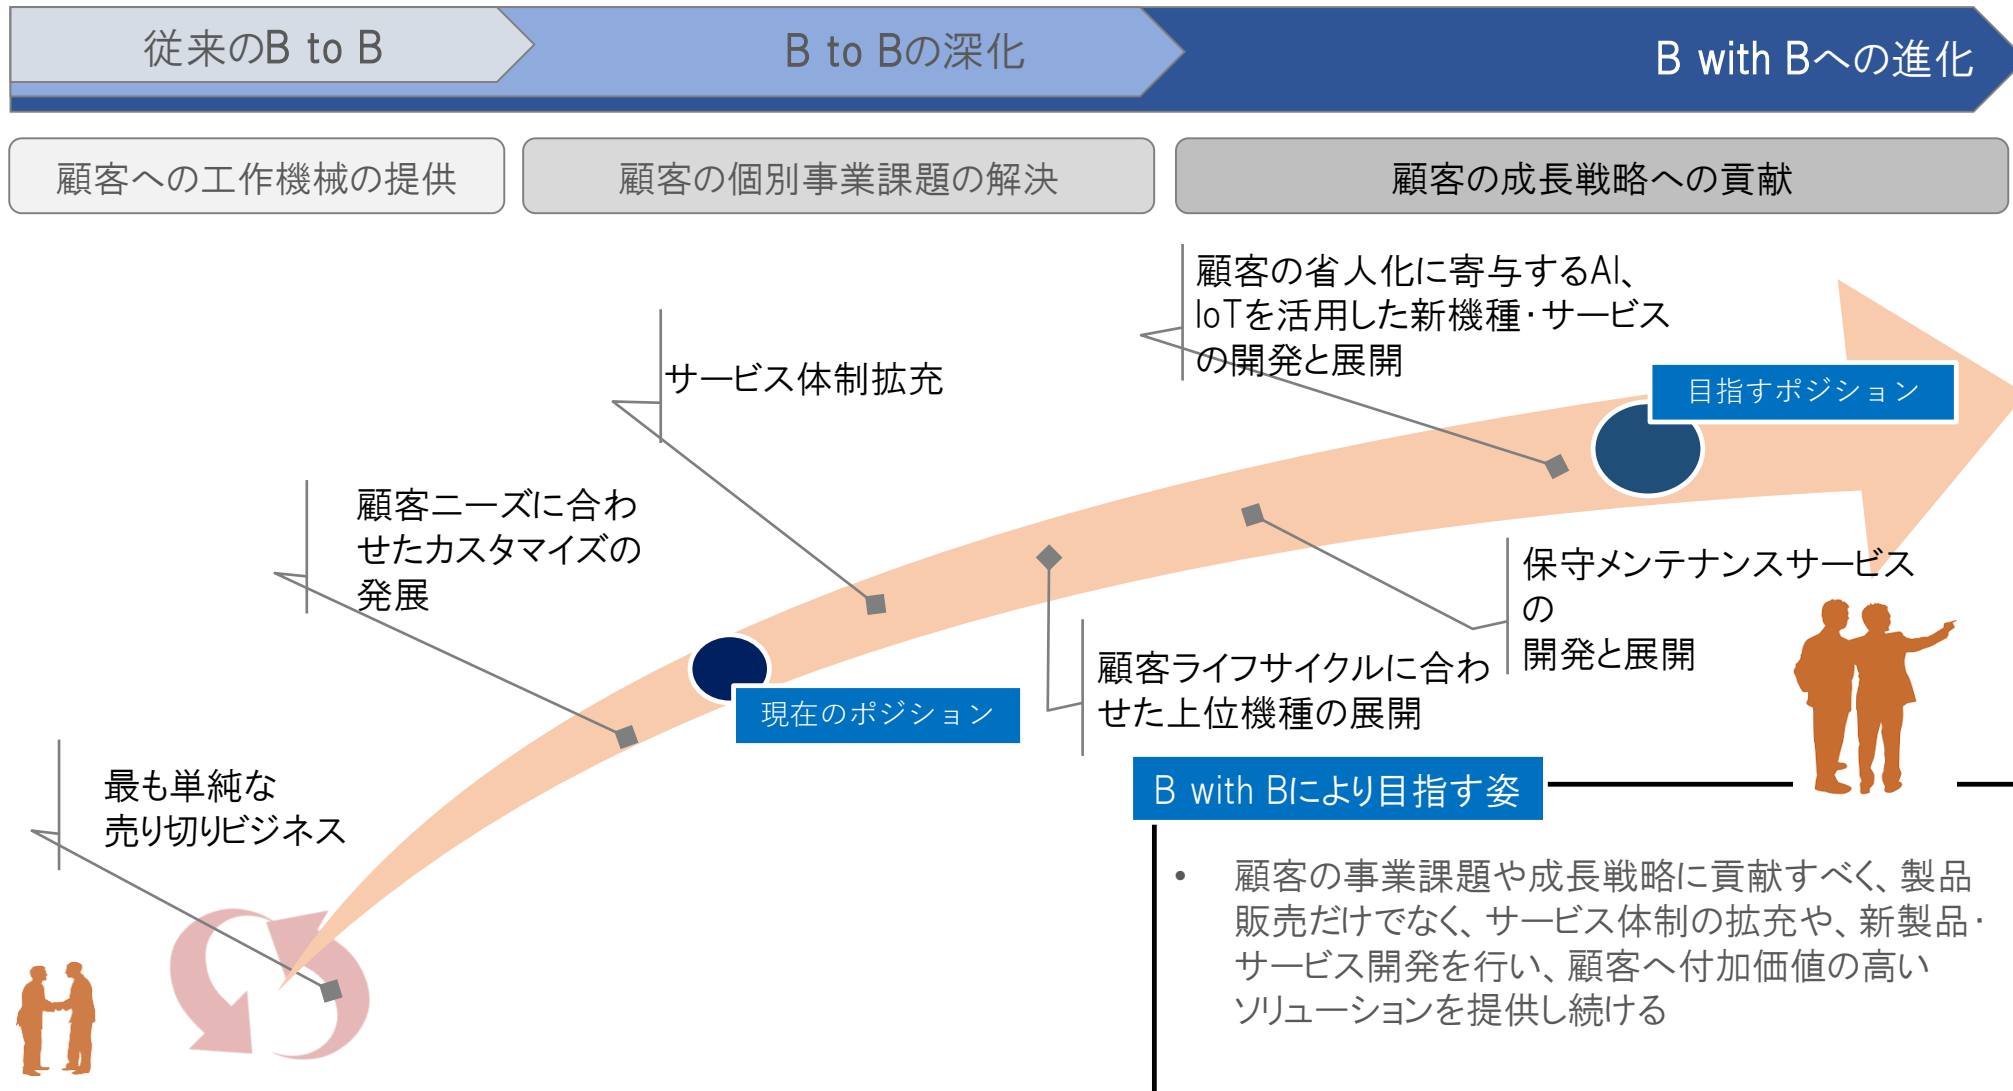 従来のB to B
B to Bの深化
B with Bへの進化
顧客への工作機械の提供
顧客の個別事業課題の解決
顧客の成長戦略への貢献
顧客の省人化に寄与するAI、
IoTを活用した新機種・サービス
の開発と展開
サービス体制拡充
目指すポジション
顧客ニーズに合わ
せたカスタマイズの
発展
保守メンテナンスサービス
の
開発と展開
顧客ライフサイクルに合わ
せた上位機種の展開
現在のポジション
最も単純な
売り切りビジネス
B with Bにより目指す姿
• 顧客の事業課題や成長戦略に貢献すべく、製品
販売だけでなく、サービス体制の拡充や、新製品・
サービス開発を行い、顧客へ付加価値の高い
ソリューションを提供し続ける